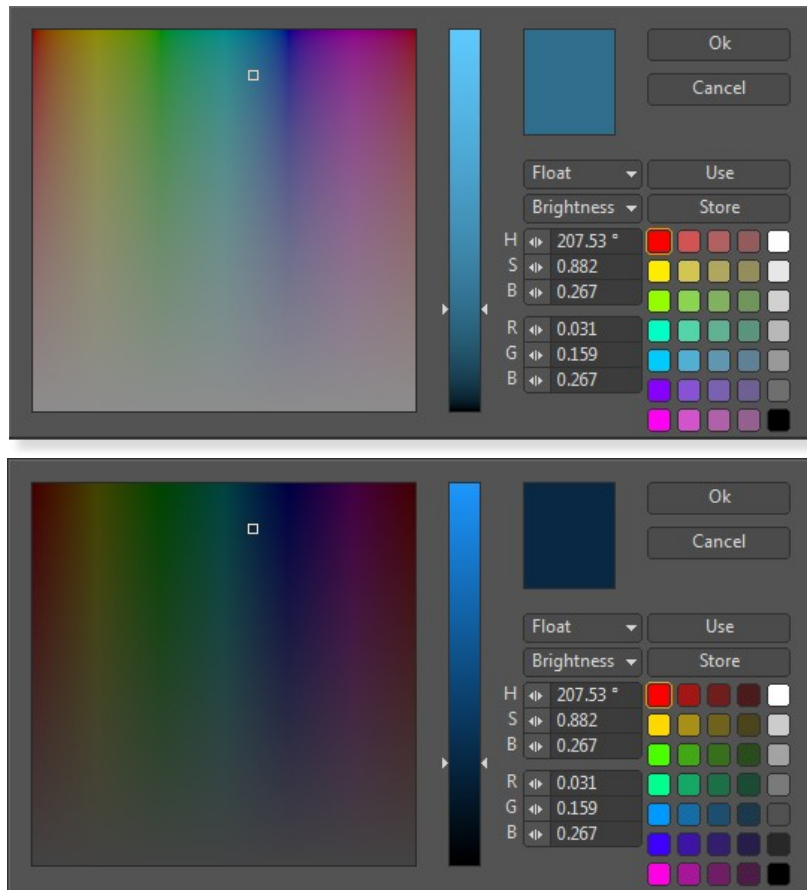 Ok
Cancel
Float Use
Brightness Store
H 207.53 °
S 0.882
B 0.267
R 0.031
G 0.159
B 0.267
Ok
Cancel
Float Use
Brightness Store
H 207.53 °
S 0.882
B 0.267
R 0.031
G 0.159
B 0.267